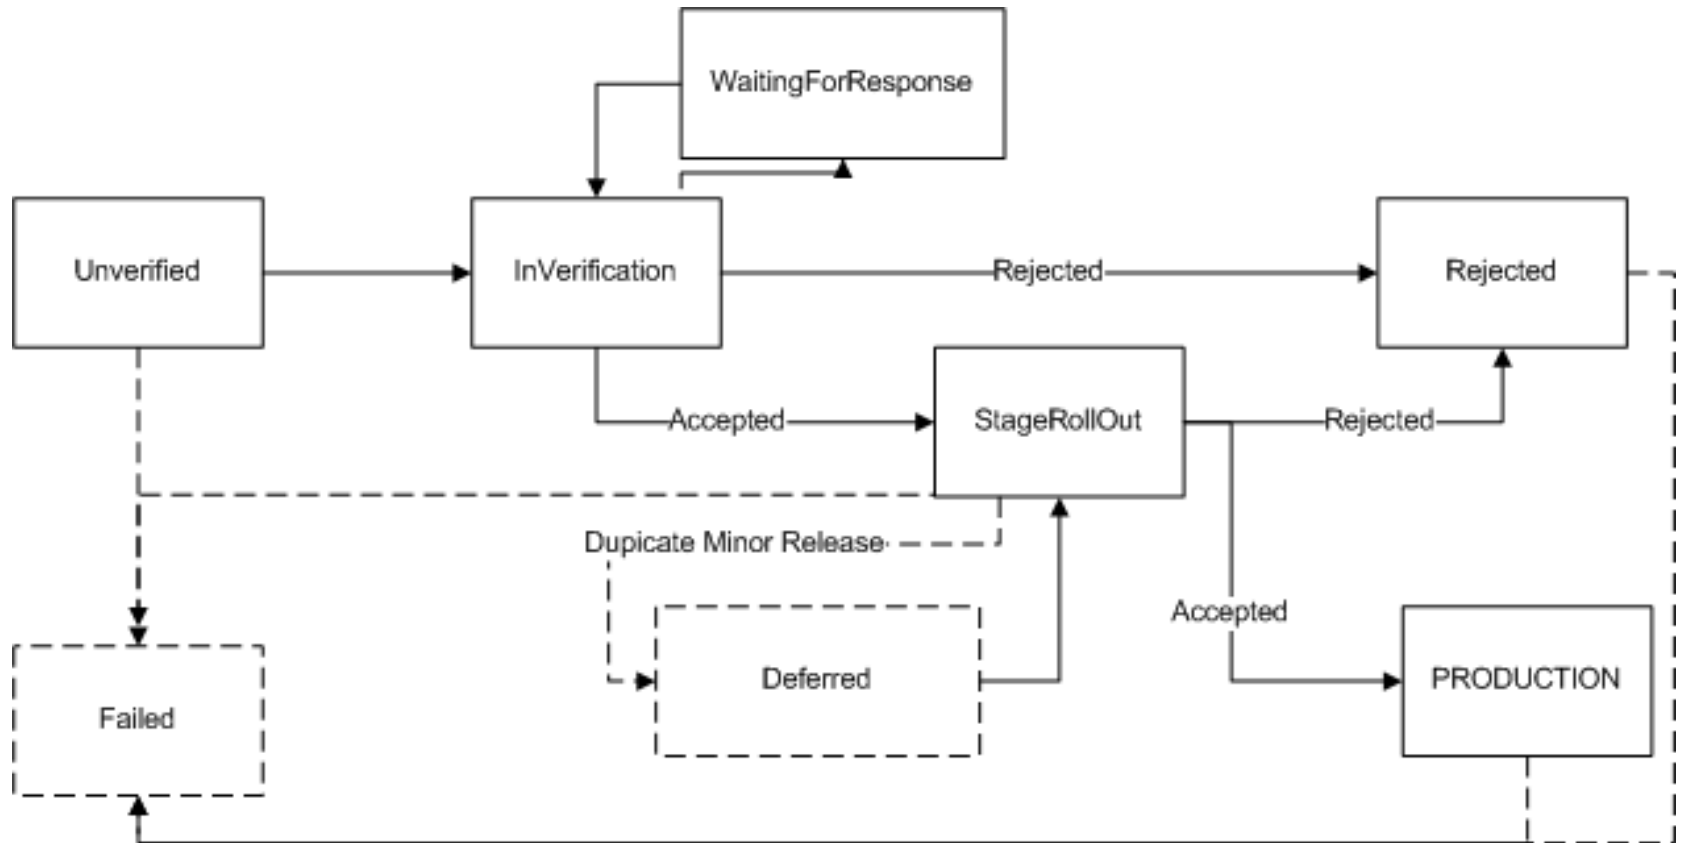 WaitingForResponse
Unverified
InVerification
Rejected
Rejected
Accepted
StageRollOut
Rejected
Dupicate Minor Release
Accepted
Deferred
PRODUCTION
Failed